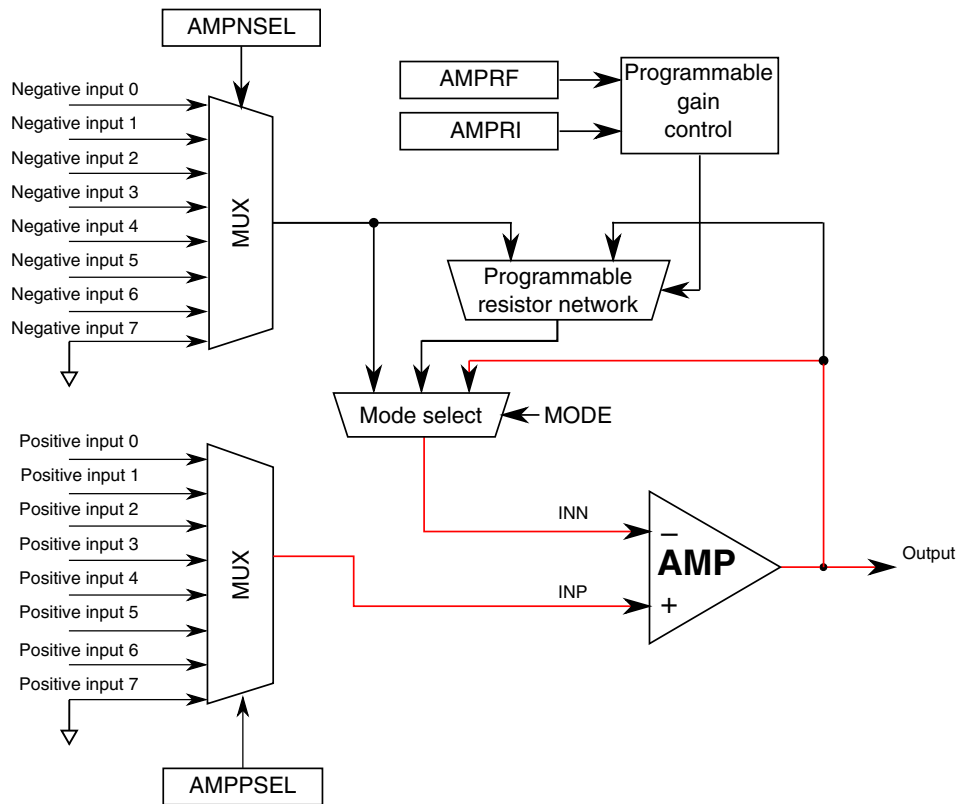 AMPNSEL
Negative input 0
Negative input 1
Negative input 2
Negative input 3
Negative input 4
Negative input 5
Negative input 6
Negative input 7
MUX
AMPRF
AMPRI
Programmable
gain
control
Programmable
resistor network
Mode select
MODE
Positive input 0
Positive input 1
Positive input 2
Positive input 3
Positive input 4
Positive input 5
Positive input 6
Positive input 7
MUX
INN
INP
−
AMP
+
Output
AMPPSEL